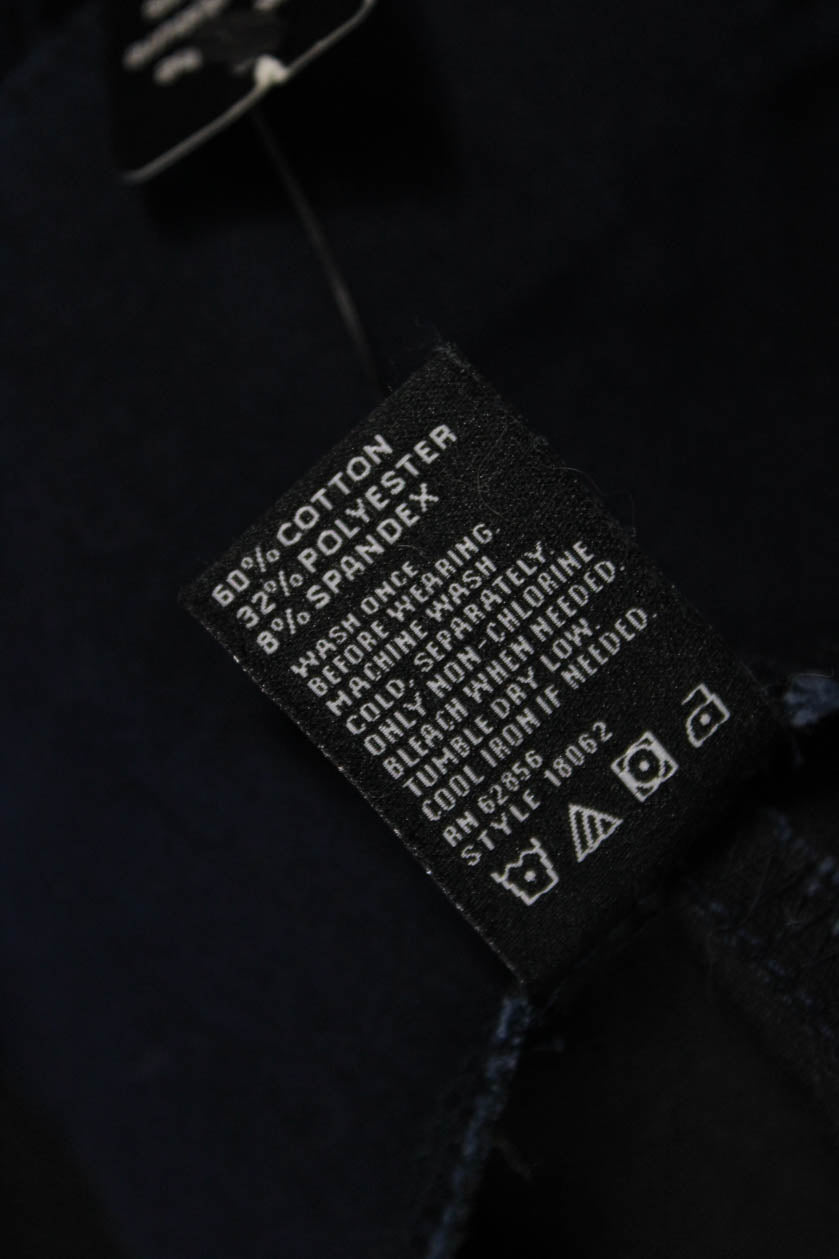 60% COTTON
32% POLYESTER
8% SPANDEX
WASH ONCE
BEFORE WEARING.
MACHINE WASH
COLD, SEPARATELY.
ONLY NON-CHLORINE
BLEACH WHEN NEEDED.
TUMBLE DRY LOW.
COOL IRON IF NEEDED.
RN 62856
STYLE 18062